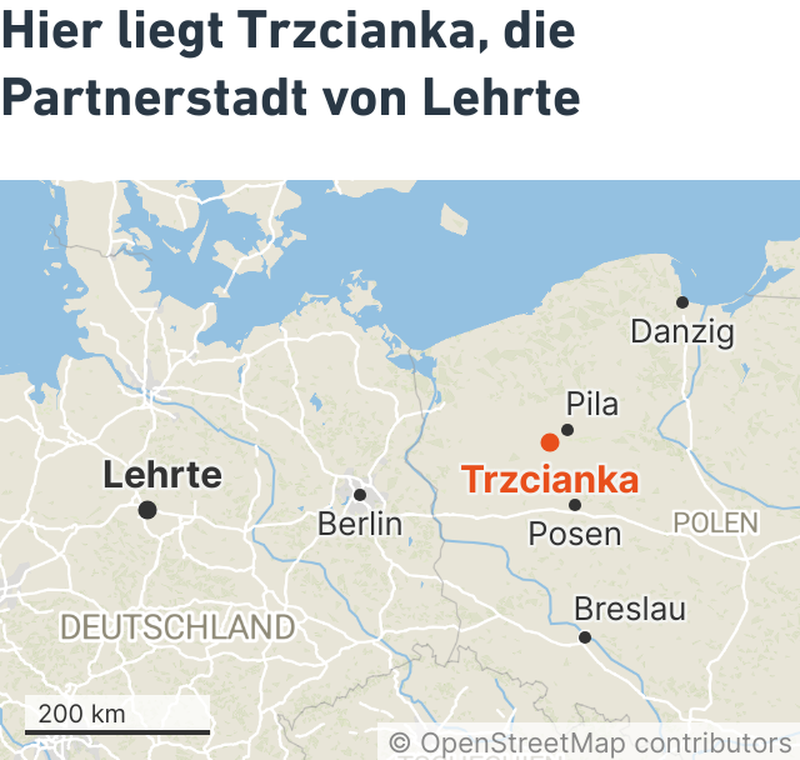 Hier liegt Trzcianka, die
Partnerstadt von Lehrte
Danzig
Pila
Lehrte
Trzcianka
Berlin
Posen
POLEN
Breslau
DEUTSCHLAND
200 km
© OpenStreetMap contributors